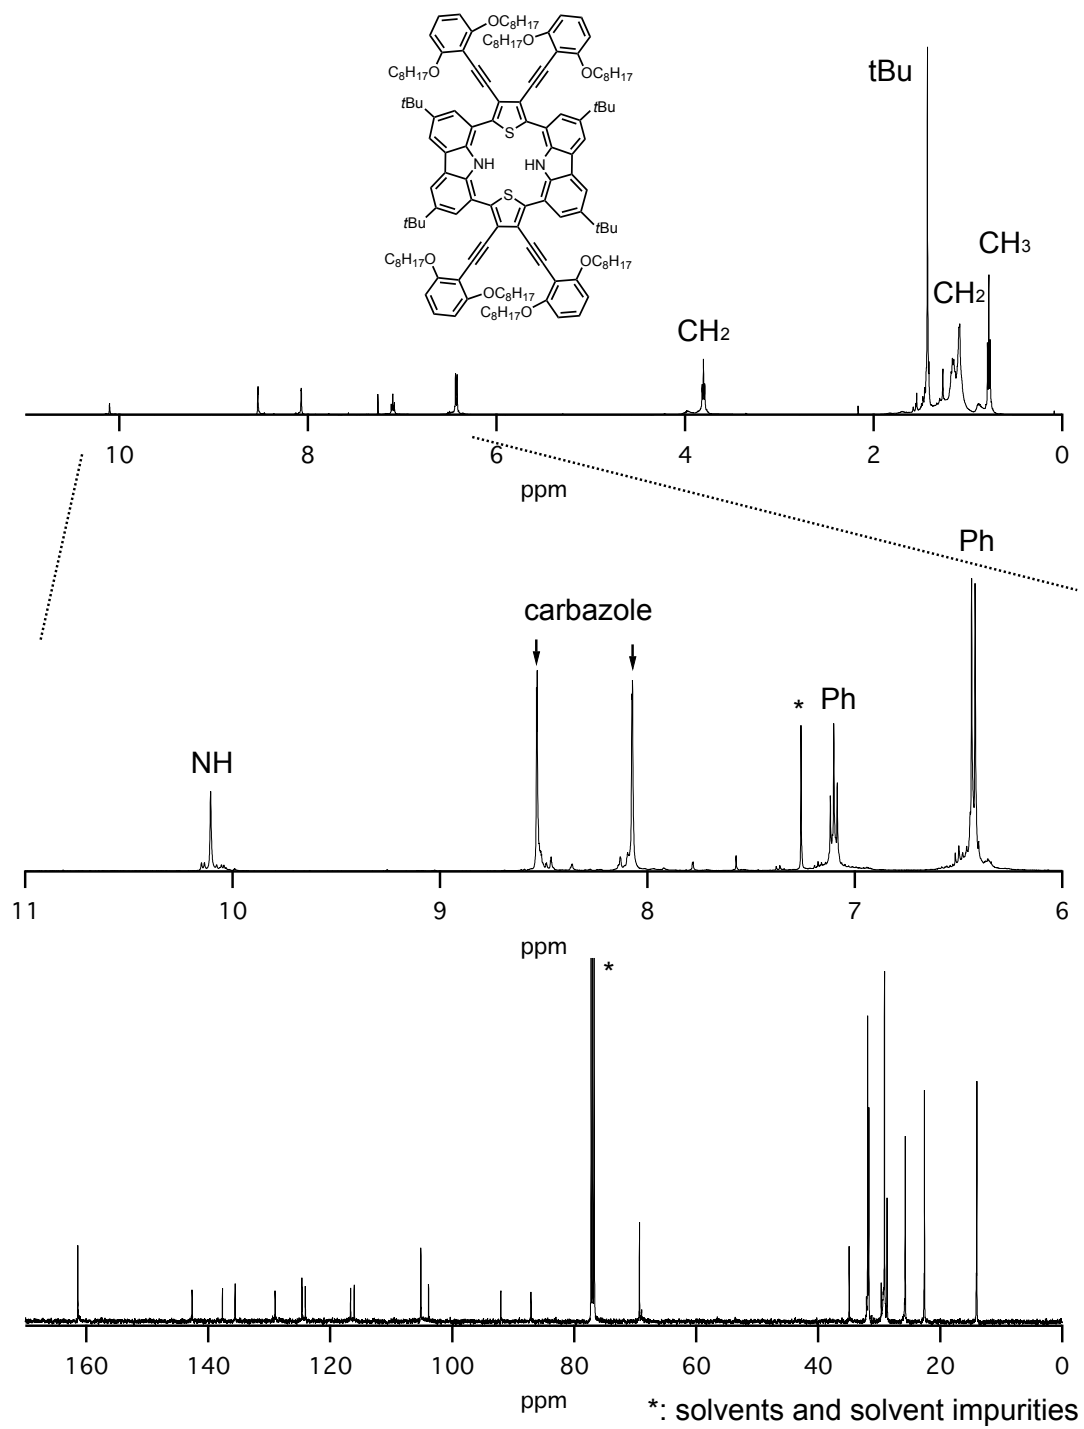 OC8H17
C8H17O
C8H17O
OC8H17
tBu
tBu
S
NH
HN
S
tBu
tBu
C8H17O
OC8H17
OC8H17
C8H17O
C8H17O
OC8H17
tBu
CH3
CH2
CH2
10 8 6 4 2 0
ppm
Ph
carbazole
* Ph
NH
11 10 9 8 7 6
ppm
*
160 140 120 100 80 60 40 20 0
ppm
*: solvents and solvent impurities